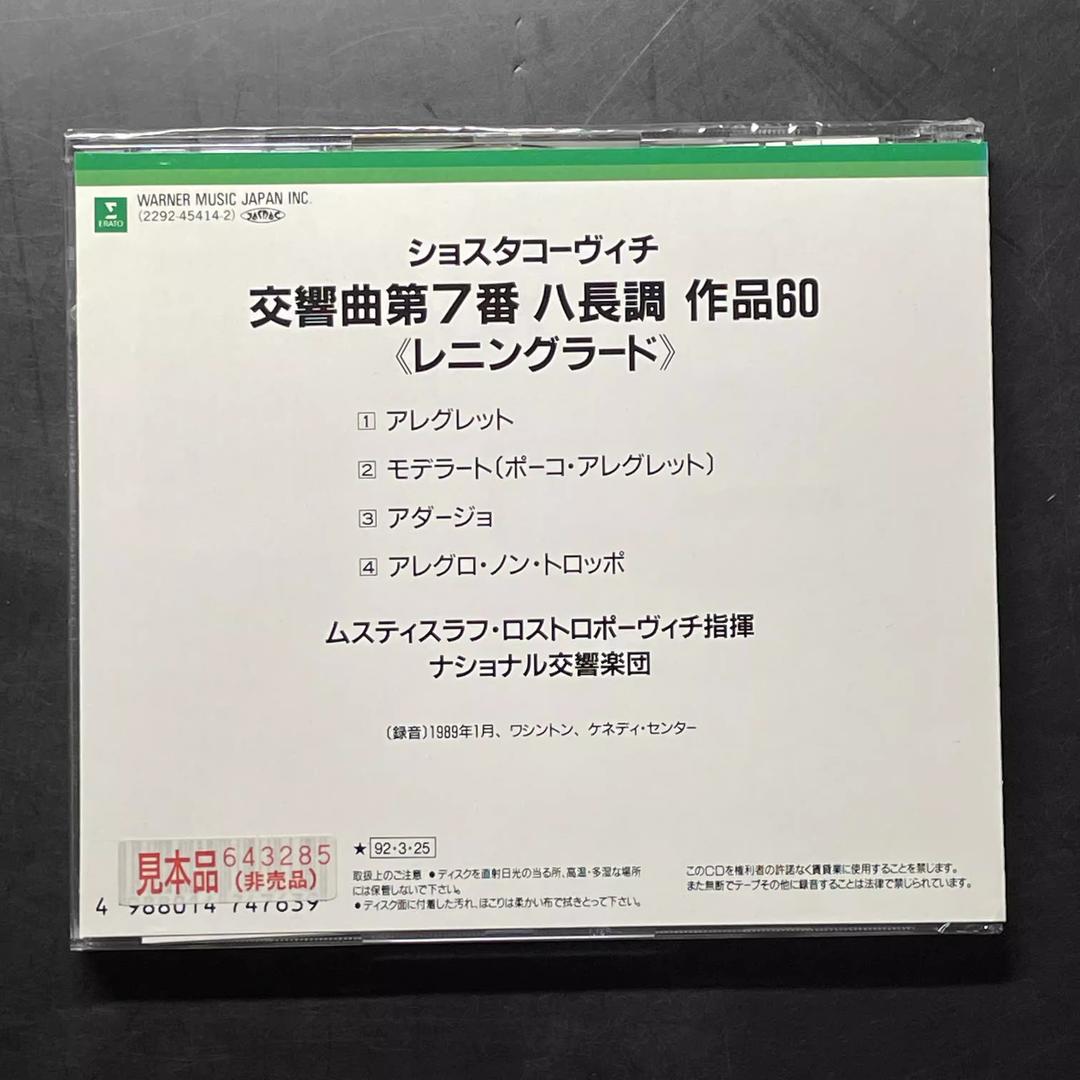 ERATO
WARNER MUSIC JAPAN INC.
(2292-45414-2) JASRAC
ショスタコーヴィチ
交響曲第7番 ハ長調 作品60
《レニングラード》
1 アレグレット
2 モデラート(ポーコ・アレグレット)
3 アダージョ
4 アレグロ・ノン・トロッポ
ムスティスラフ・ロストロポーヴィチ指揮
ナショナル交響楽団
(録音)1989年1月、ワシントン、ケネディ・センター
見本品 643285
(非売品)
4 988014 747639
★ 92・3・25
取扱上のご注意 ●ディスクを直射日光の当る所、高温・多湿な場所
には保管しないで下さい。
●ディスク面に付着した汚れ、ほこりは柔かい布で拭きとって下さい。
このCDを権利者の許諾なく賃貸業に使用することを禁じます。
また無断でテープその他に録音することは法律で禁じられています。